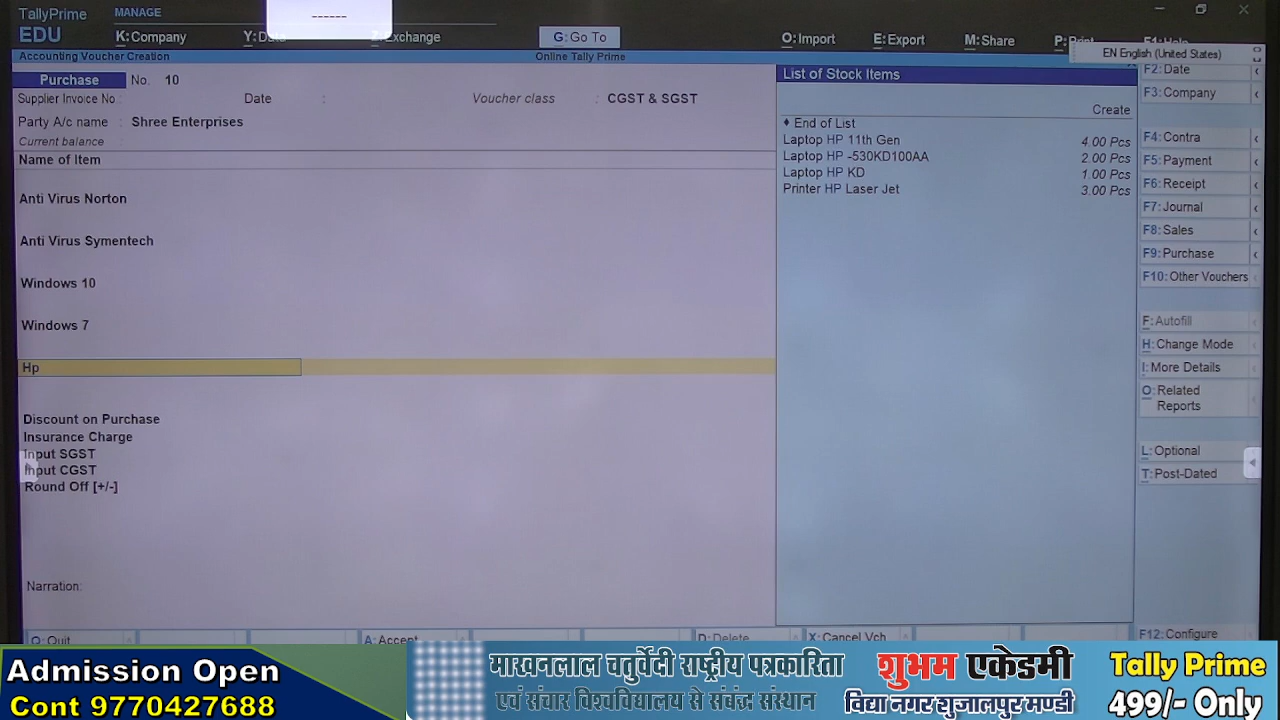 TallyPrime MANAGE ------
EDU K:Company Y:Data Z:Exchange G:Go To O:Import E:Export M:Share P:Print F1:Help
EN English (United States)
Accounting Voucher Creation Online Tally Prime
Purchase No. 10
Supplier Invoice No : Date : Voucher class : CGST & SGST
Party A/c name : Shree Enterprises
Current balance :
Name of Item
Anti Virus Norton
Anti Virus Symentech
Windows 10
Windows 7
Hp
Discount on Purchase
Insurance Charge
Input SGST
Input CGST
Round Off [+/-]
Narration:
List of Stock Items
Create
♦ End of List
Laptop HP 11th Gen 4.00 Pcs
Laptop HP -530KD100AA 2.00 Pcs
Laptop HP KD 1.00 Pcs
Printer HP Laser Jet 3.00 Pcs
F2:Date
F3:Company
F4:Contra
F5:Payment
F6:Receipt
F7:Journal
F8:Sales
F9:Purchase
F10:Other Vouchers
F:Autofill
H:Change Mode
I:More Details
O:Related
Reports
L:Optional
T:Post-Dated
Q:Quit A:Accept D:Delete X:Cancel Vch F12:Configure
Admission Open
Cont 9770427688
माखनलाल चतुर्वेदी राष्ट्रीय पत्रकारिता
एवं संचार विश्वविद्यालय से संबंद्ध संस्थान
शुभम एकेडमी
विद्या नगर शुजालपुर मण्डी
Tally Prime
499/- Only